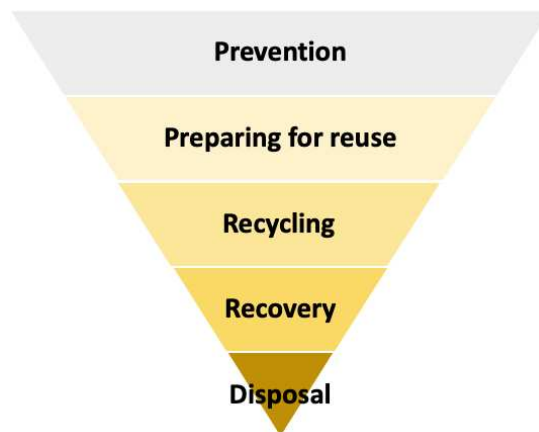 Prevention
Preparing for reuse
Recycling
Recovery
Disposal